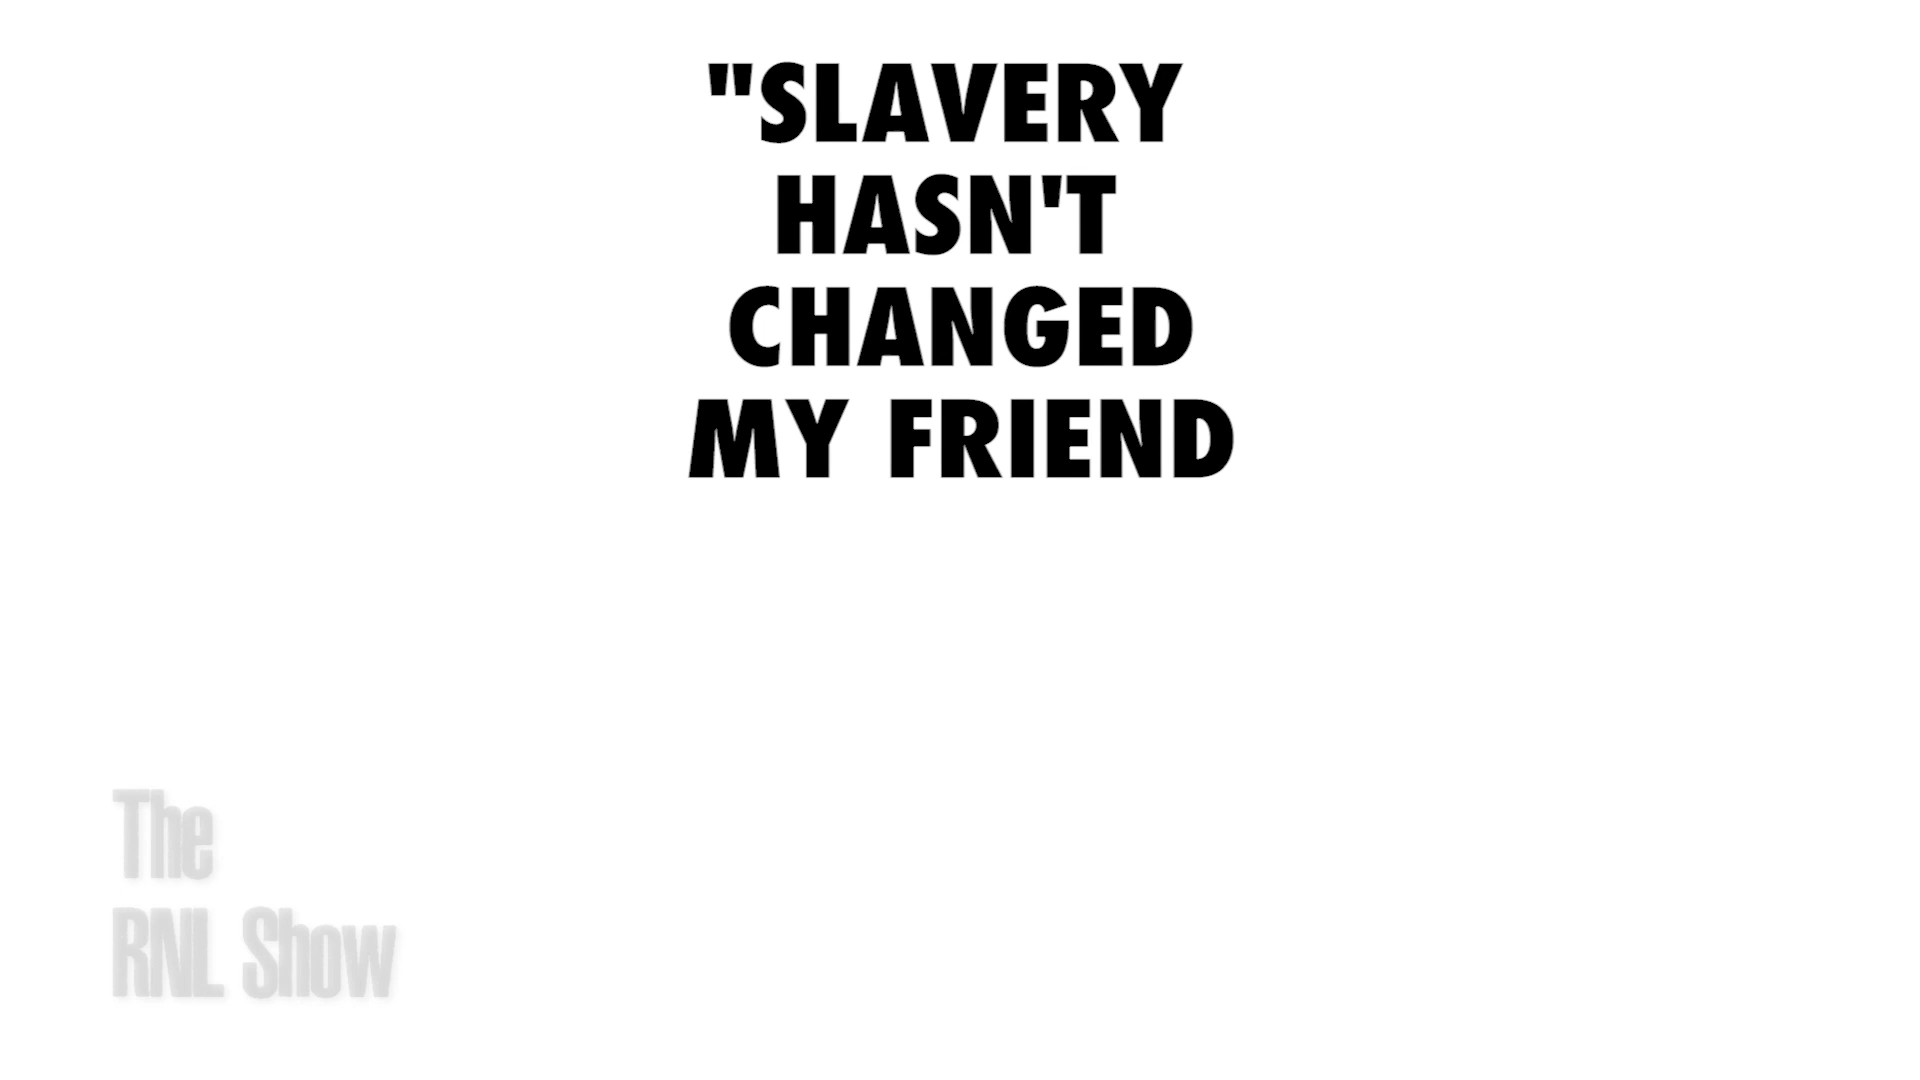 "SLAVERY
HASN'T
CHANGED
MY FRIEND
The
RNL Show